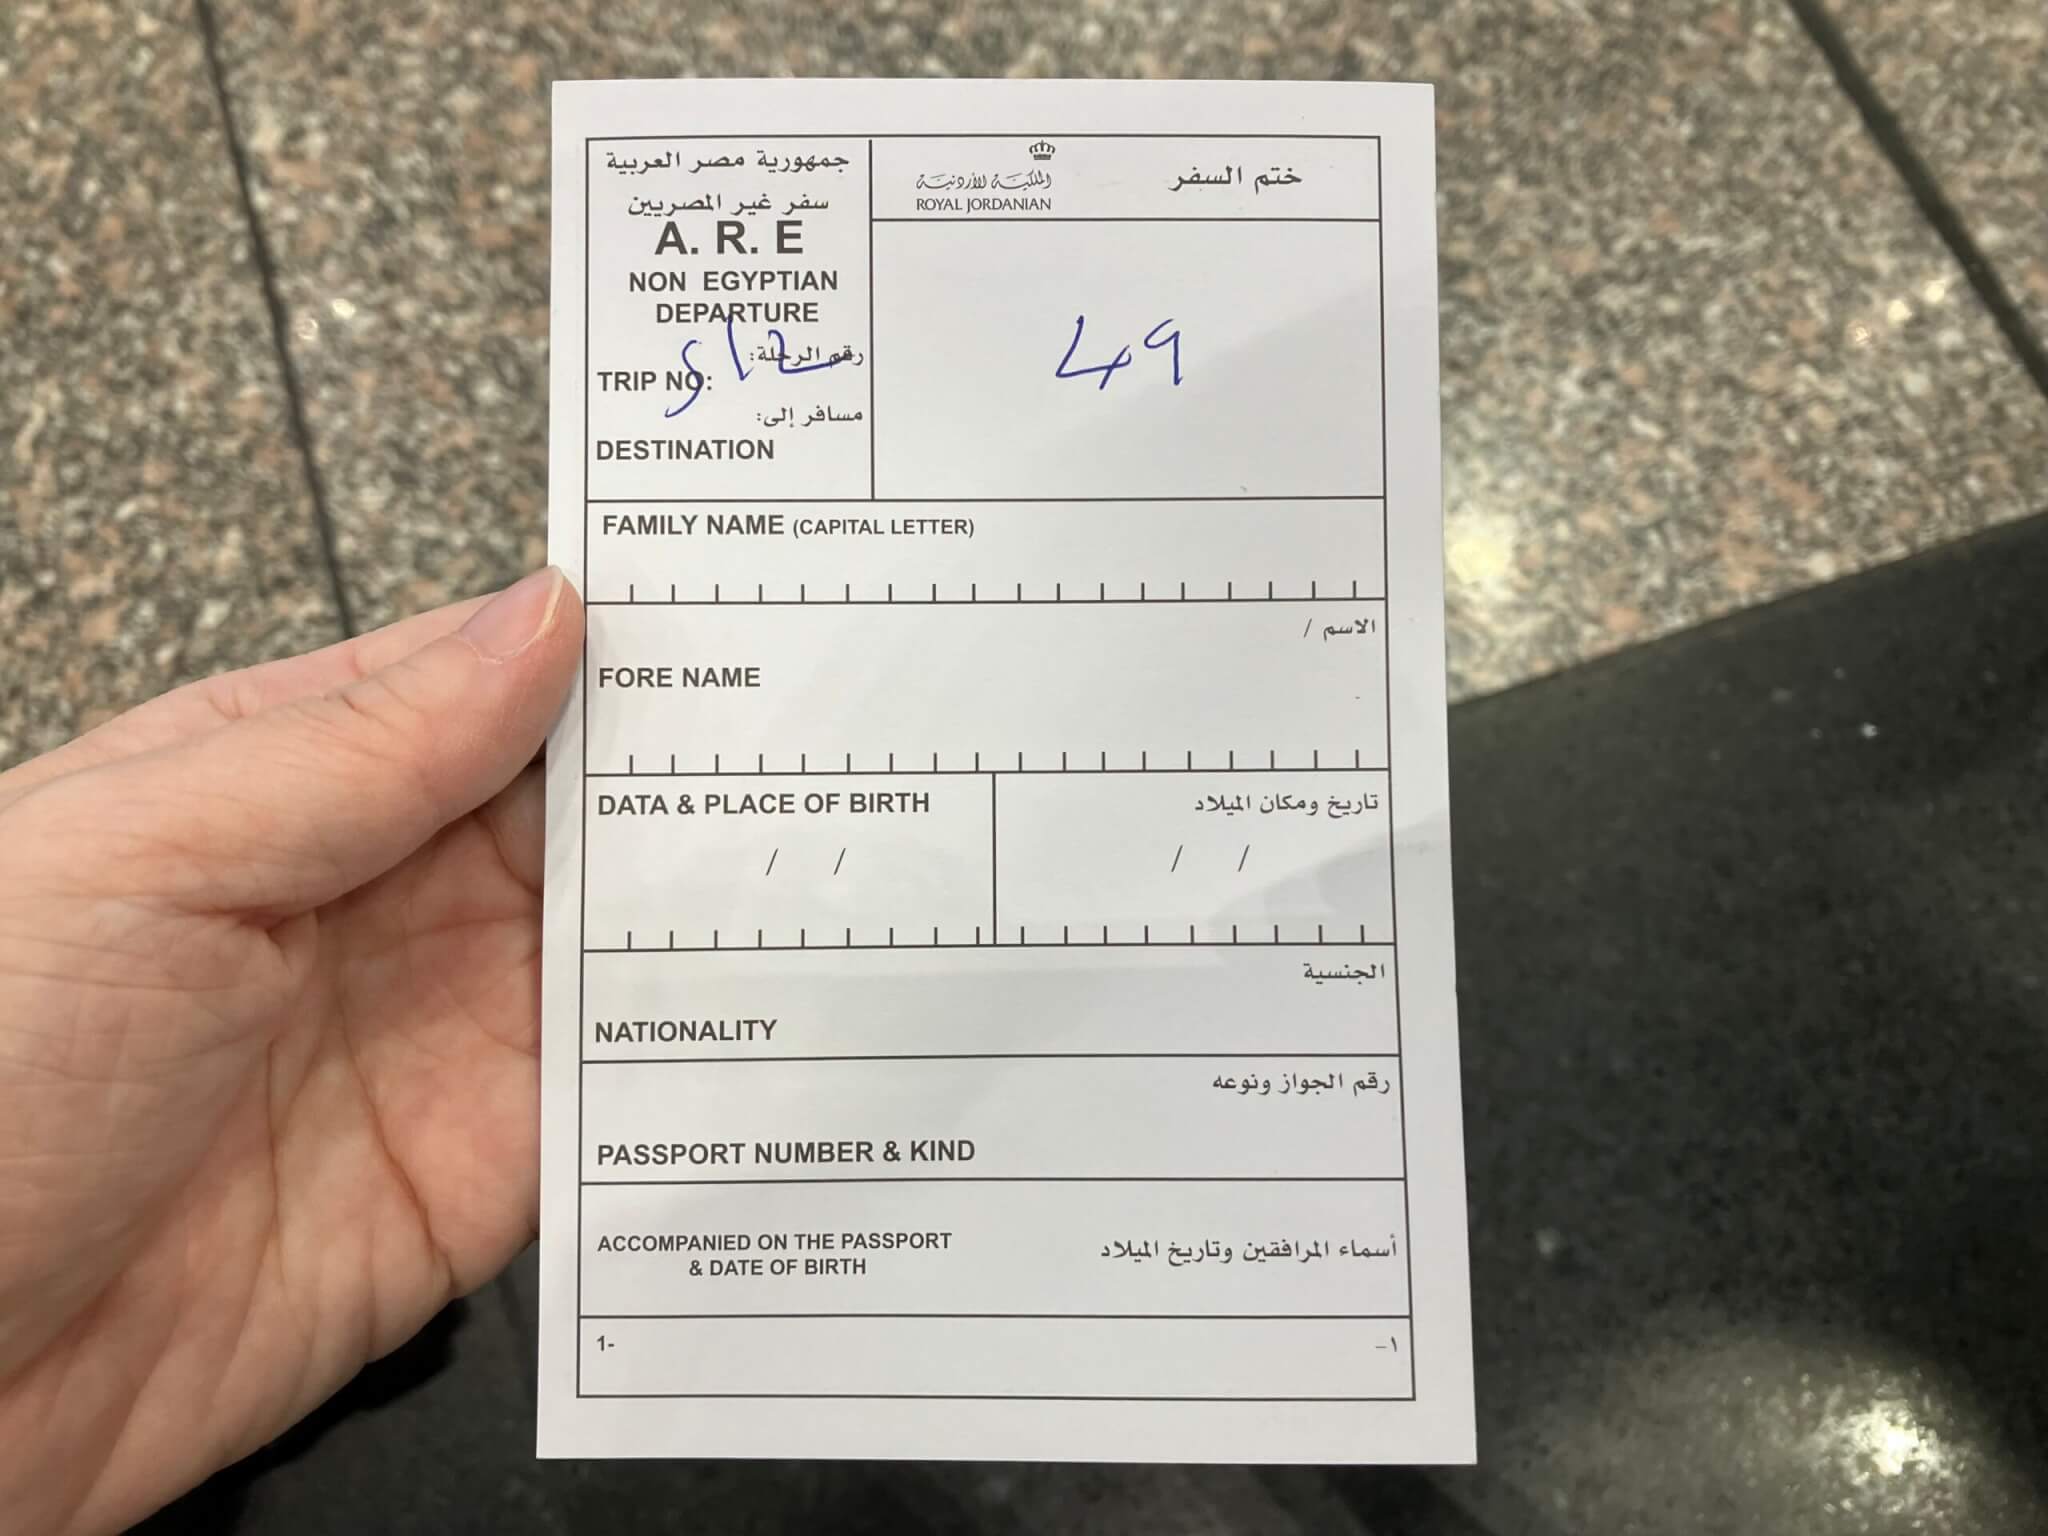 جمهورية مصر العربية
سفر غير المصريين
A. R. E
NON EGYPTIAN
DEPARTURE
512
رقم الرحلة:
TRIP NO:
مسافر إلى:
DESTINATION
الملكية الأردنية
ROYAL JORDANIAN
ختم السفر
49
FAMILY NAME (CAPITAL LETTER)
الاسم /
FORE NAME
DATA & PLACE OF BIRTH
/ /
تاريخ ومكان الميلاد
/ /
الجنسية
NATIONALITY
رقم الجواز ونوعه
PASSPORT NUMBER & KIND
ACCOMPANIED ON THE PASSPORT
& DATE OF BIRTH
أسماء المرافقين وتاريخ الميلاد
1-
١-